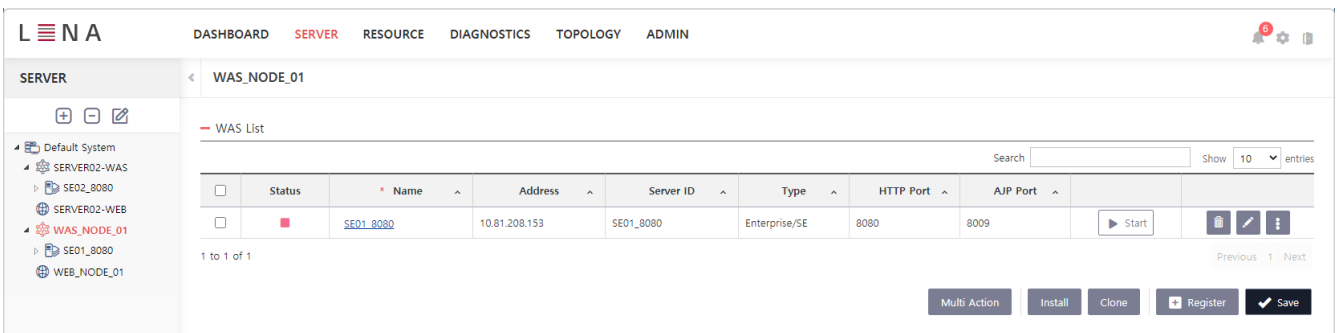 LENA
DASHBOARD SERVER RESOURCE DIAGNOSTICS TOPOLOGY ADMIN
6
SERVER
WAS_NODE_01
Default System
SERVER02-WAS
SE02_8080
SERVER02-WEB
WAS_NODE_01
SE01_8080
WEB_NODE_01
WAS List
Search Show 10 entries
Status * Name Address Server ID Type HTTP Port AJP Port
SE01_8080 10.81.208.153 SE01_8080 Enterprise/SE 8080 8009 Start
1 to 1 of 1 Previous 1 Next
Multi Action Install Clone Register Save